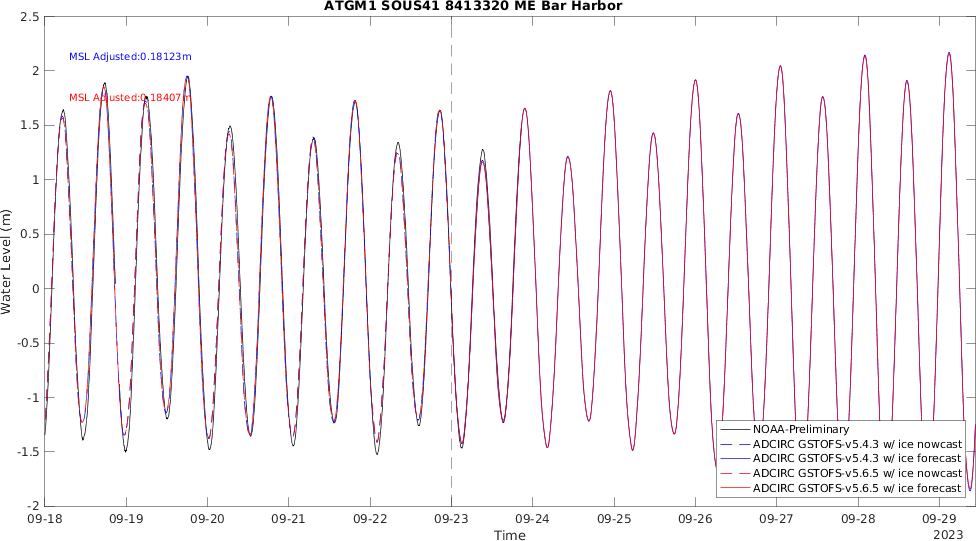 ATGM1 SOUS41 8413320 ME Bar Harbor
2.5
MSL Adjusted:0.18123m
2
MSL Adjusted:0.18407m
1.5
1
0.5
Water Level (m)
0
-0.5
-1
NOAA-Preliminary
ADCIRC GSTOFS-v5.4.3 w/ ice nowcast
-1.5
ADCIRC GSTOFS-v5.4.3 w/ ice forecast
ADCIRC GSTOFS-v5.6.5 w/ ice nowcast
ADCIRC GSTOFS-v5.6.5 w/ ice forecast
-2
09-18 09-19 09-20 09-21 09-22 09-23 09-24 09-25 09-26 09-27 09-28 09-29
Time
2023